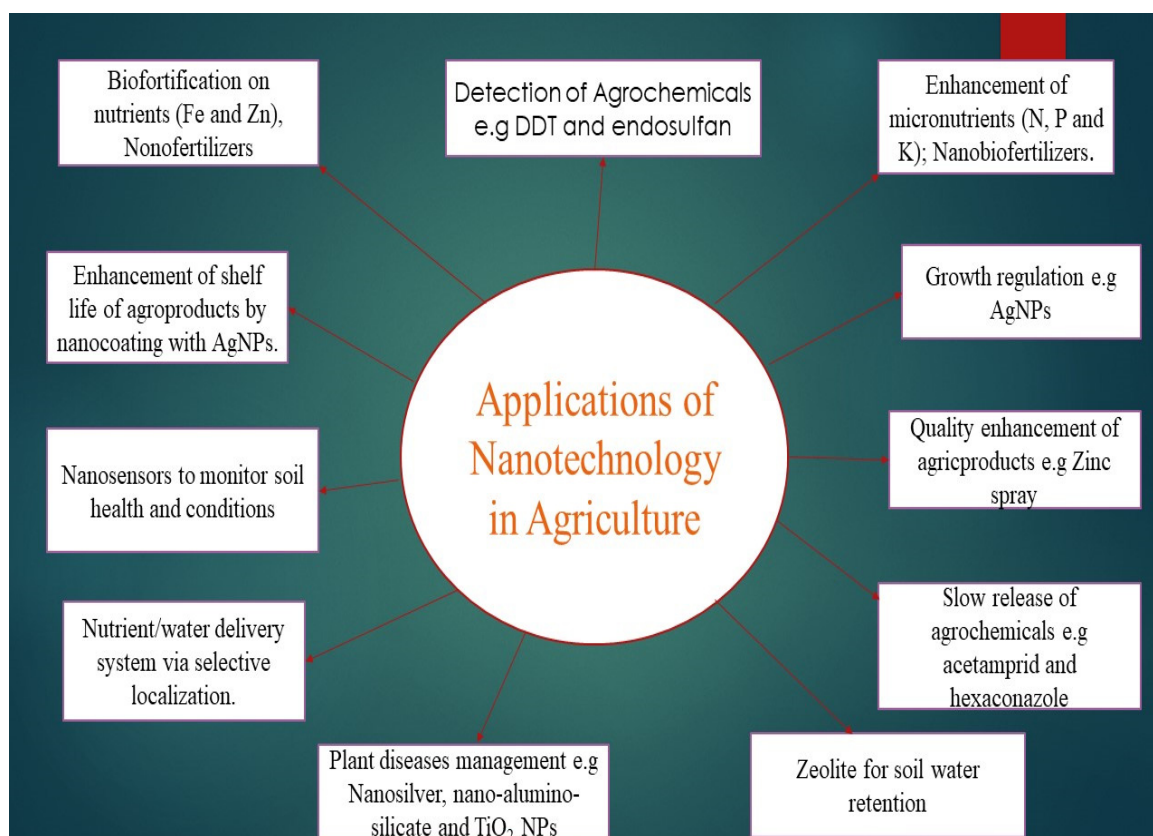 Biofortification on
nutrients (Fe and Zn),
Nonofertilizers
Detection of Agrochemicals
e.g DDT and endosulfan
Enhancement of
micronutrients (N, P and
K); Nanobiofertilizers.
Enhancement of shelf
life of agroproducts by
nanocoating with AgNPs.
Growth regulation e.g
AgNPs
Applications of
Nanotechnology
in Agriculture
Quality enhancement of
agricproducts e.g Zinc
spray
Nanosensors to monitor soil
health and conditions
Slow release of
agrochemicals e.g
acetamprid and
hexaconazole
Nutrient/water delivery
system via selective
localization.
Plant diseases management e.g
Nanosilver, nano-alumino-
silicate and TiO₂ NPs
Zeolite for soil water
retention